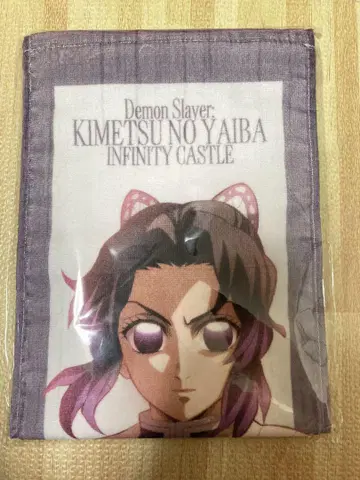 Demon Slayer:
KIMETSU NO YAIBA
INFINITY CASTLE